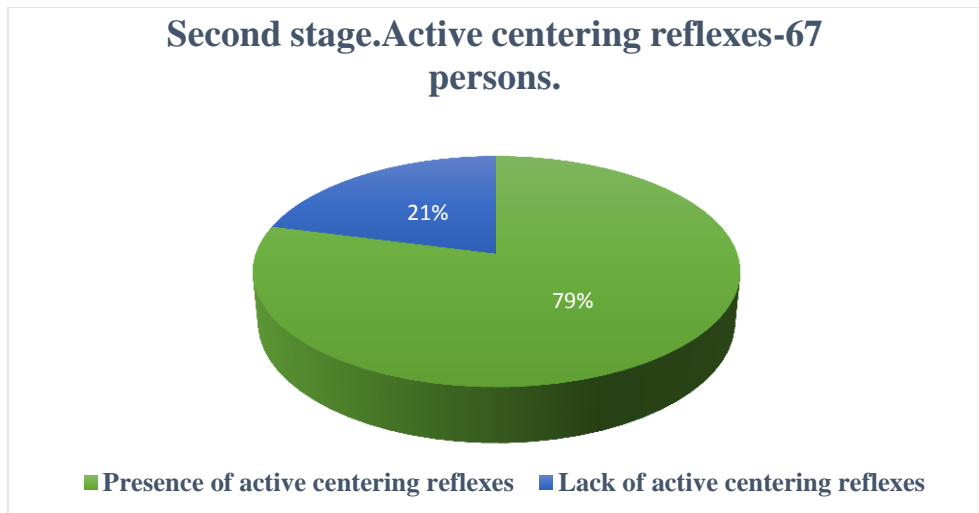 Second stage.Active centering reflexes-67
persons.
21%
79%
Presence of active centering reflexes Lack of active centering reflexes